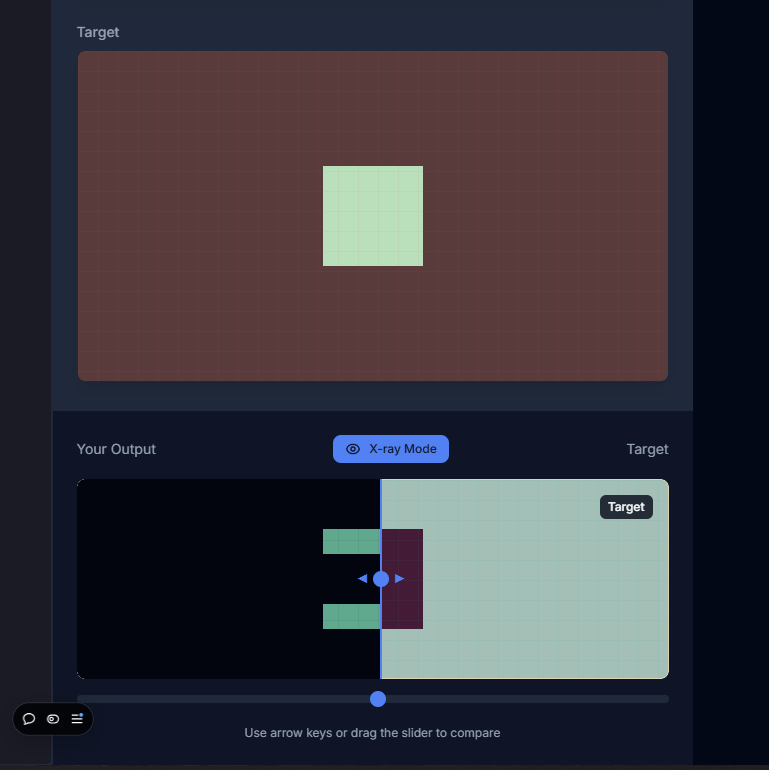 Target
Your Output
X-ray Mode
Target
Target
Use arrow keys or drag the slider to compare